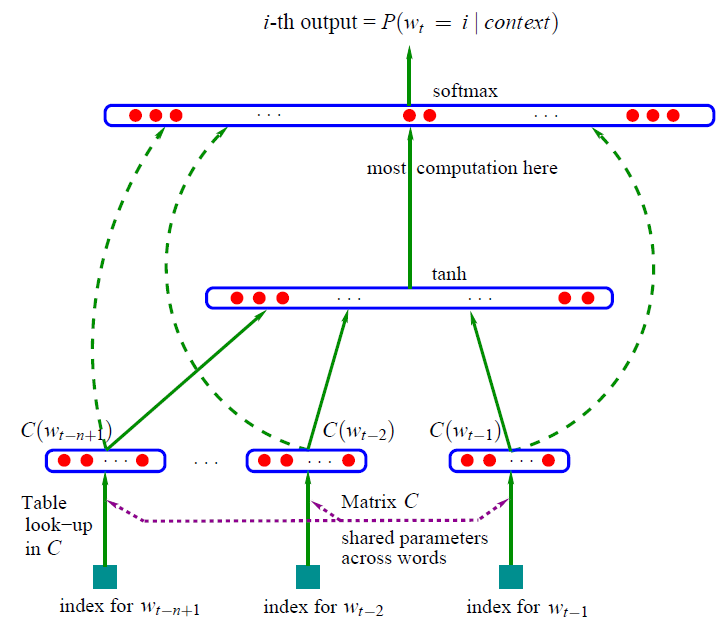 i-th output = P(w_t = i | context)
softmax
· · ·
· · ·
most computation here
tanh
· · ·
· · ·
C(w_{t−n+1})
C(w_{t−2})
C(w_{t−1})
· · ·
· · ·
· · ·
· · ·
Table
look−up
in C
Matrix C
shared parameters
across words
index for w_{t−n+1}
index for w_{t−2}
index for w_{t−1}